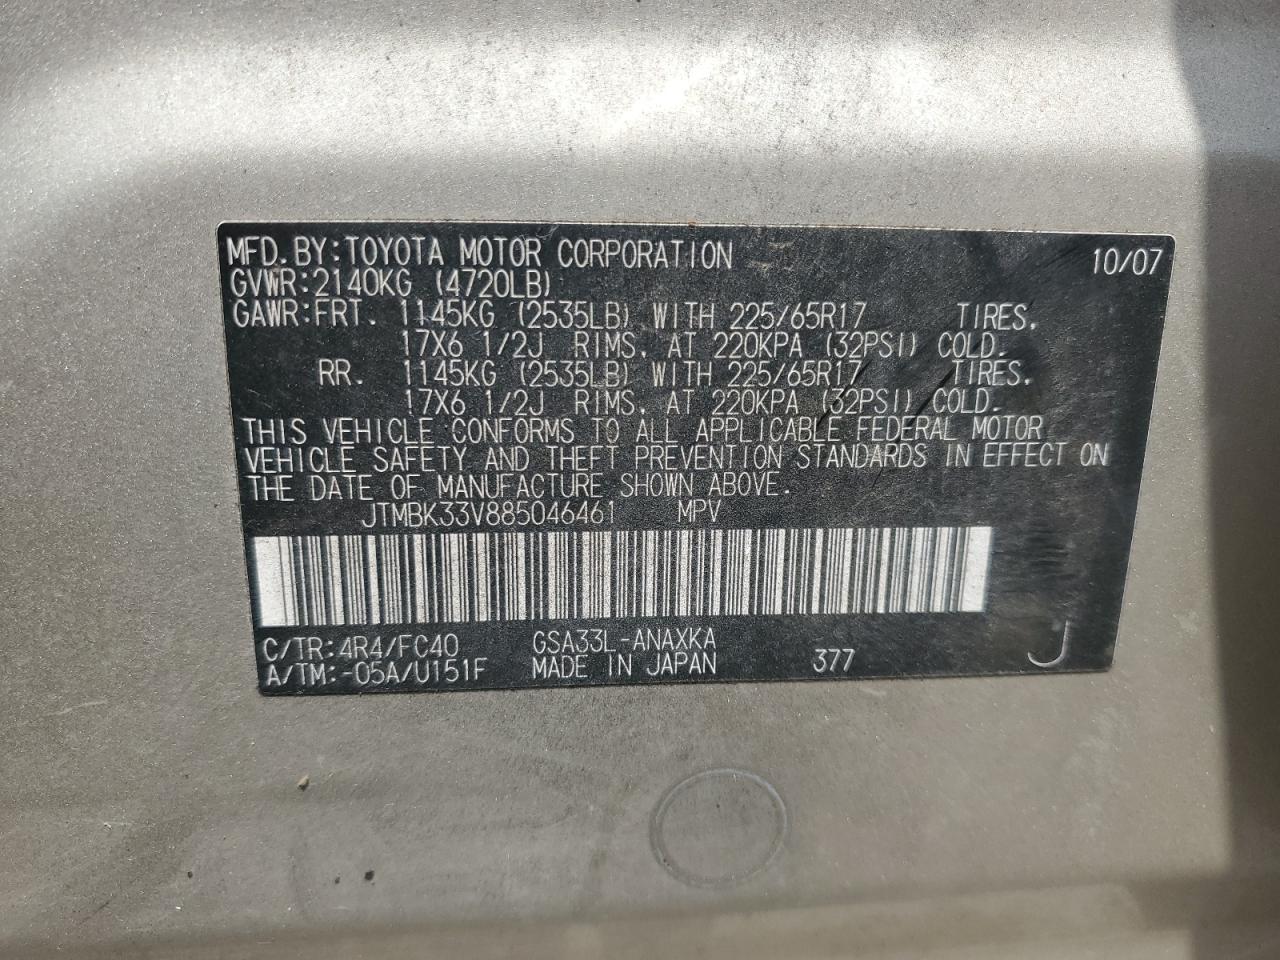 MFD.BY:TOYOTA MOTOR CORPORATION 10/07
GVWR:2140KG (4720LB)
GAWR:FRT. 1145KG (2535LB) WITH 225/65R17 TIRES,
17X6 1/2J RIMS, AT 220KPA (32PSI) COLD.
RR. 1145KG (2535LB) WITH 225/65R17 TIRES.
17X6 1/2J RIMS, AT 220KPA (32PSI) COLD.
THIS VEHICLE CONFORMS TO ALL APPLICABLE FEDERAL MOTOR
VEHICLE SAFETY AND THEFT PREVENTION STANDARDS IN EFFECT ON
THE DATE OF MANUFACTURE SHOWN ABOVE.
JTMBK33V885046461 MPV
C/TR:4R4/FC40 GSA33L-ANAXKA
A/TM:-05A/U151F MADE IN JAPAN 377 J